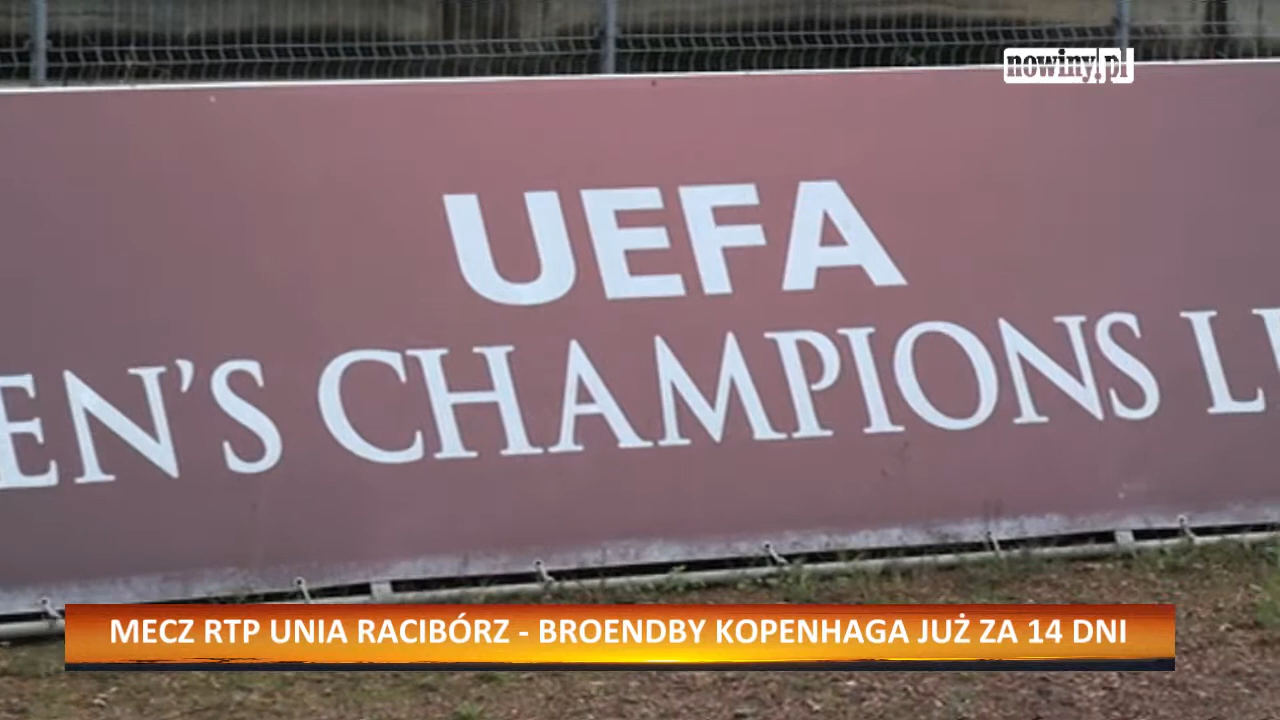 nowiny.pl
UEFA
EN'S CHAMPIONS L
MECZ RTP UNIA RACIBÓRZ - BROENDBY KOPENHAGA JUŻ ZA 14 DNI